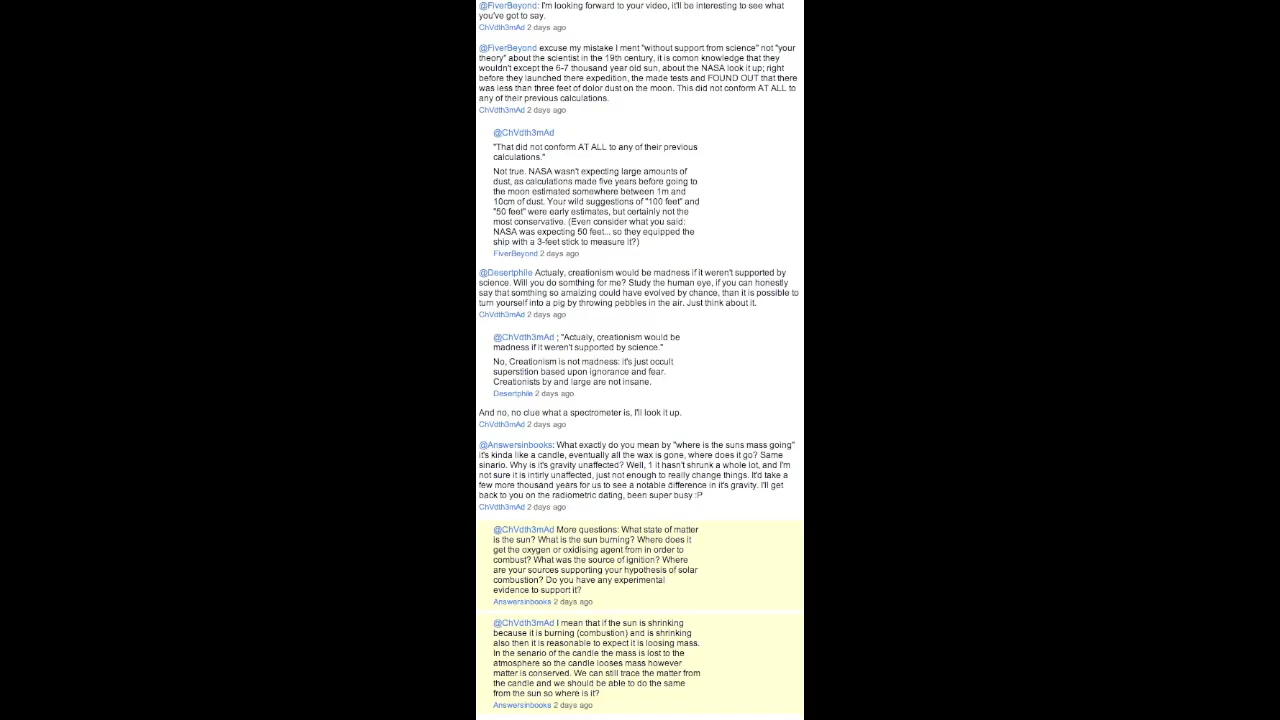 @FiverBeyond: I'm looking forward to your video, it'll be interesting to see what
you've got to say.
ChVdth3mAd 2 days ago
@FiverBeyond excuse my mistake I ment "without support from science" not "your
theory" about the scientist in the 19th century, it is comon knowledge that they
wouldn't except the 6-7 thousand year old sun, about the NASA look it up; right
before they launched there expedition, the made tests and FOUND OUT that there
was less than three feet of dolor dust on the moon. This did not conform AT ALL to
any of their previous calculations.
ChVdth3mAd 2 days ago
@ChVdth3mAd
"That did not conform AT ALL to any of their previous
calculations."
Not true. NASA wasn't expecting large amounts of
dust, as calculations made five years before going to
the moon estimated somewhere between 1m and
10cm of dust. Your wild suggestions of "100 feet" and
"50 feet" were early estimates, but certainly not the
most conservative. (Even consider what you said:
NASA was expecting 50 feet... so they equipped the
ship with a 3-feet stick to measure it?)
FiverBeyond 2 days ago
@Desertphile Actualy, creationism would be madness if it weren't supported by
science. Will you do somthing for me? Study the human eye, if you can honestly
say that somthing so amaizing could have evolved by chance, than it is possible to
turn yourself into a pig by throwing pebbles in the air. Just think about it.
ChVdth3mAd 2 days ago
@ChVdth3mAd ; "Actualy, creationism would be
madness if it weren't supported by science."
No, Creationism is not madness: it's just occult
superstition based upon ignorance and fear.
Creationists by and large are not insane.
Desertphile 2 days ago
And no, no clue what a spectrometer is, I'll look it up.
ChVdth3mAd 2 days ago
@Answersinbooks: What exactly do you mean by "where is the suns mass going"
it's kinda like a candle, eventually all the wax is gone, where does it go? Same
sinario. Why is it's gravity unaffected? Well, 1 it hasn't shrunk a whole lot, and I'm
not sure it is intirly unaffected, just not enough to really change things. It'd take a
few more thousand years for us to see a notable difference in it's gravity. I'll get
back to you on the radiometric dating, been super busy :P
ChVdth3mAd 2 days ago
@ChVdth3mAd More questions: What state of matter
is the sun? What is the sun burning? Where does it
get the oxygen or oxidising agent from in order to
combust? What was the source of ignition? Where
are your sources supporting your hypothesis of solar
combustion? Do you have any experimental
evidence to support it?
Answersinbooks 2 days ago
@ChVdth3mAd I mean that if the sun is shrinking
because it is burning (combustion) and is shrinking
also then it is reasonable to expect it is loosing mass.
In the senario of the candle the mass is lost to the
atmosphere so the candle looses mass however
matter is conserved. We can still trace the matter from
the candle and we should be able to do the same
from the sun so where is it?
Answersinbooks 2 days ago